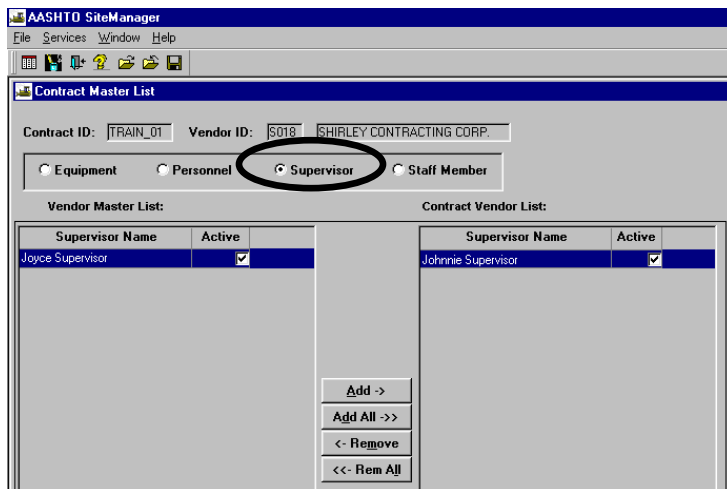 AASHTO SiteManager
File Services Window Help
Contract Master List
Contract ID: TRAIN_01 Vendor ID: S018 SHIRLEY CONTRACTING CORP.
Equipment Personnel Supervisor Staff Member
Vendor Master List: Contract Vendor List:
Supervisor Name Active Supervisor Name Active
Joyce Supervisor Johnnie Supervisor
Add ->
Add All ->>
<- Remove
<<- Rem All